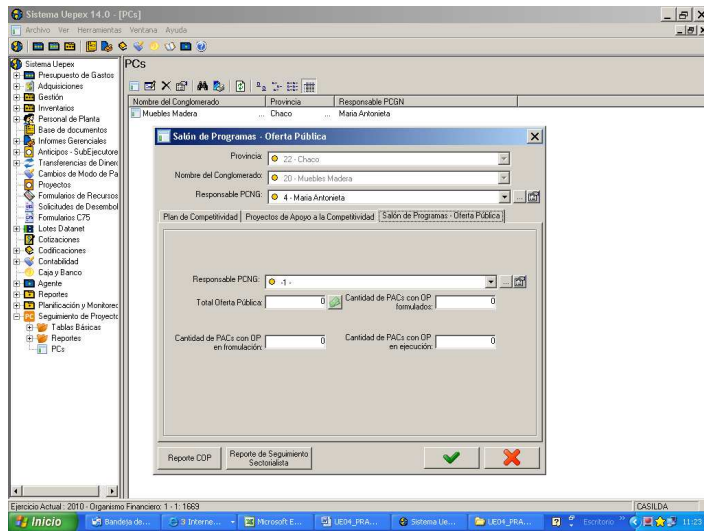 Sistema Uepex 14.0 - [PCs]
Archivo Ver Herramientas Ventana Ayuda
Sistema Uepex
Presupuesto de Gastos
Adquisiciones
Gestión
Inventarios
Personal de Planta
Base de documentos
Informes Gerenciales
Anticipos - SubEjecutore
Transferencias de Dinero
Cambios de Modo de Pa
Proyectos
Formularios de Recursos
Solicitudes de Desembol
Formularios C75
Lotes Datanet
Cotizaciones
Codificaciones
Contabilidad
Caja y Banco
Agente
Reportes
Planificación y Monitorec
Seguimiento de Proyecto
Tablas Básicas
Reportes
PCs
PCs
Nombre del Conglomerado Provincia Responsable PCGN
Muebles Madera ... Chaco ... Maria Antonieta
Salón de Programas - Oferta Pública
Provincia: 22 - Chaco
Nombre del Conglomerado: 20 - Muebles Madera
Responsable PCNG: 4 - Maria Antonieta ...
Plan de Competitividad Proyectos de Apoyo a la Competitividad Salón de Programas - Oferta Pública
Responsable PCNG: -1 - ...
Total Oferta Pública: 0 Cantidad de PACs con OP
formulados: 0
Cantidad de PACs con OP
en fromulación: 0
Cantidad de PACs con OP
en ejecución: 0
Reporte COP
Reporte de Seguimiento
Sectorialista
Ejercicio Actual : 2010 - Organismo Financiero: 1 - 1: 1669 CASILDA
Inicio Bandeja de... 3 Interne... Microsoft E... UE04_PRA... Sistema Ue... UE04_PRA... Escritorio 11:23